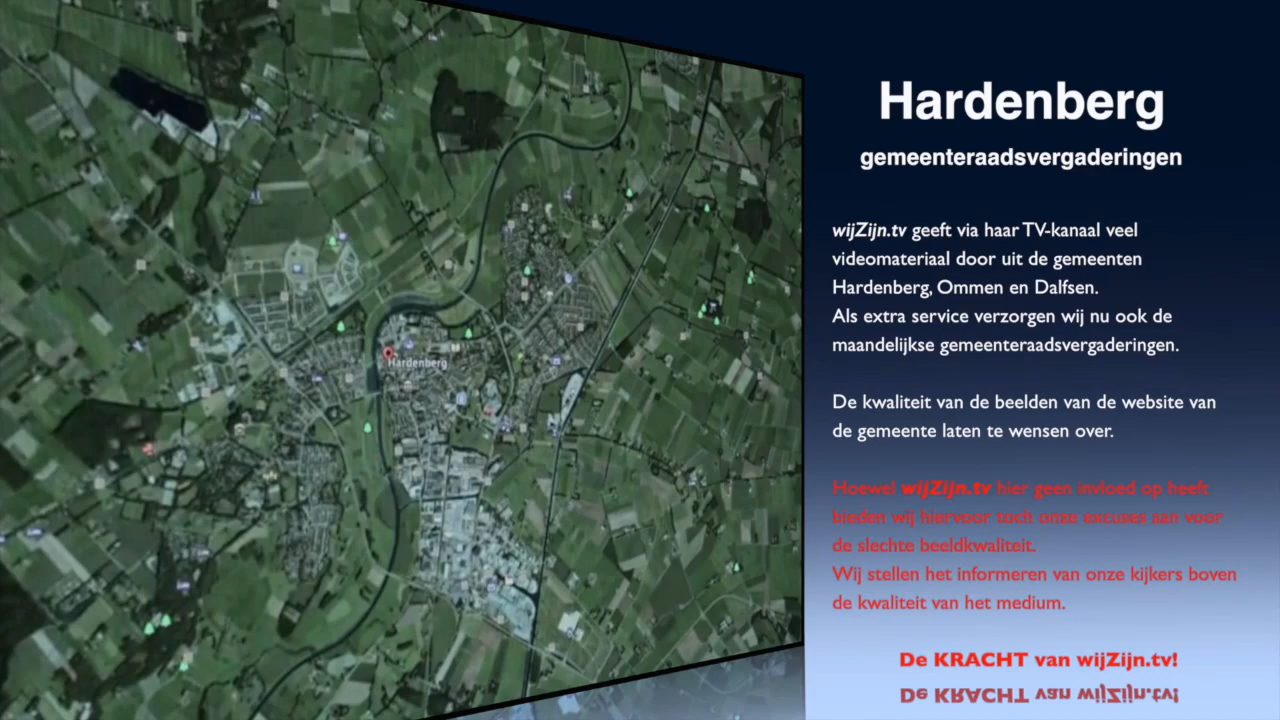 Hardenberg
gemeenteraadsvergaderingen
wijZijn.tv geeft via haar TV-kanaal veel
videomateriaal door uit de gemeenten
Hardenberg, Ommen en Dalfsen.
Als extra service verzorgen wij nu ook de
maandelijkse gemeenteraadsvergaderingen.
De kwaliteit van de beelden van de website van
de gemeente laten te wensen over.
Hoewel wijZijn.tv hier geen invloed op heeft
bieden wij hiervoor toch onze excuses aan voor
de slechte beeldkwaliteit.
Wij stellen het informeren van onze kijkers boven
de kwaliteit van het medium.
De KRACHT van wijZijn.tv!
Hardenberg